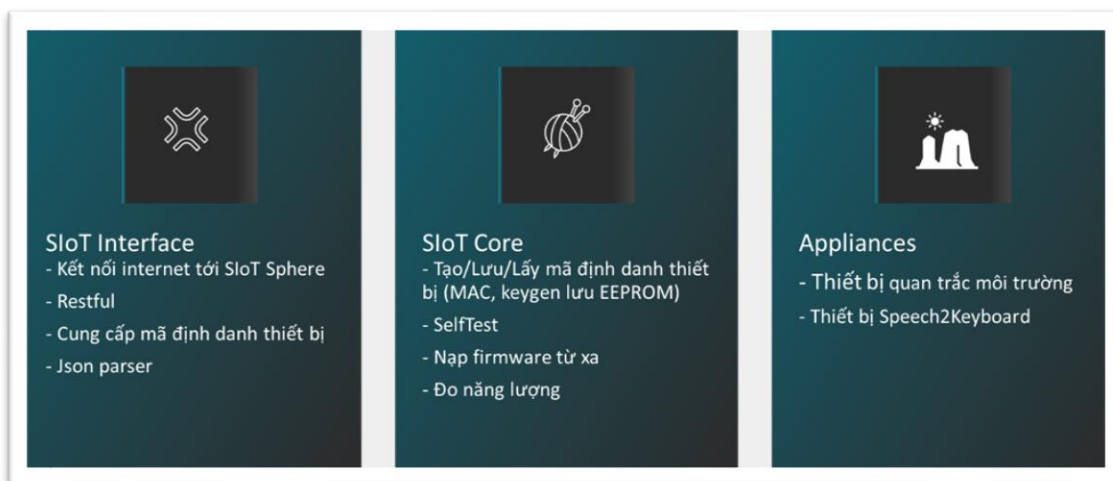 SIoT Interface
- Kết nối internet tới SIoT Sphere
- Restful
- Cung cấp mã định danh thiết bị
- Json parser
SIoT Core
- Tạo/Lưu/Lấy mã định danh thiết
bị (MAC, keygen lưu EEPROM)
- SelfTest
- Nạp firmware từ xa
- Đo năng lượng
Appliances
- Thiết bị quan trắc môi trường
- Thiết bị Speech2Keyboard